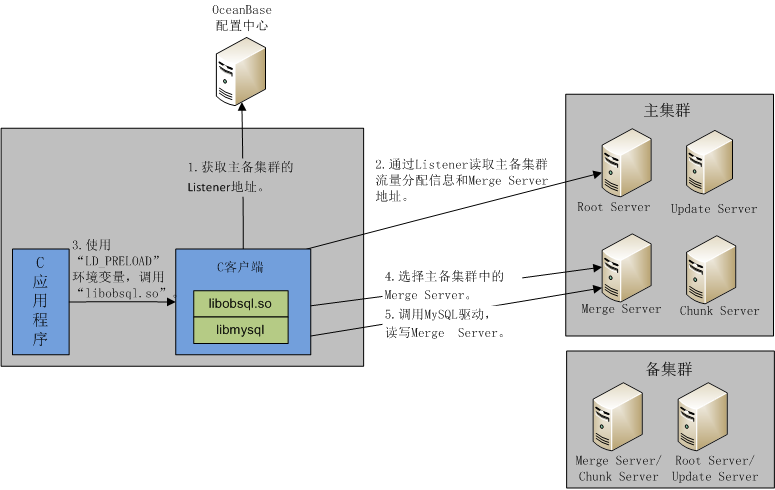 OceanBase
配置中心
1.获取主备集群的
Listener地址。
2.通过Listener读取主备集群
流量分配信息和Merge Server
地址。
3.使用
“LD_PRELOAD”
环境变量，调用
“libobsql.so”。
C
应
用
程
序
C客户端
libobsql.so
libmysql
4.选择主备集群中的
Merge Server。
5.调用MySQL驱动，
读写Merge Server。
主集群
Root Server
Update Server
Merge Server
Chunk Server
备集群
Merge Server/
Chunk Server
Root Server/
Update Server